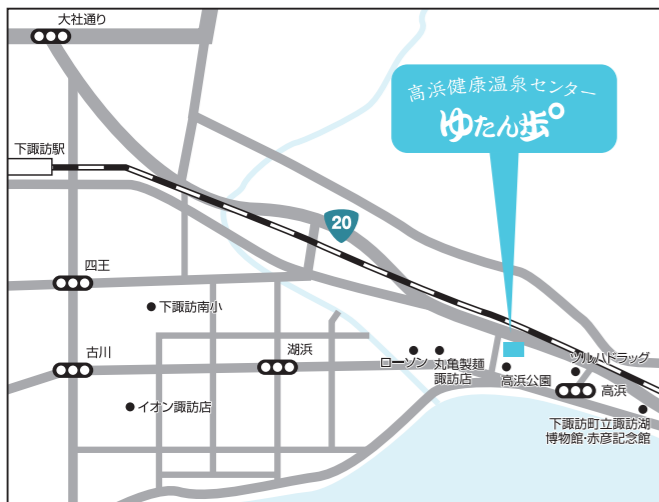 大社通り
高浜健康温泉センター
ゆたん歩°
下諏訪駅
20
四王
下諏訪南小
古川
湖浜
ローソン
丸亀製麺
諏訪店
高浜公園
ツルハドラッグ
高浜
イオン諏訪店
下諏訪町立諏訪湖
博物館・赤彦記念館